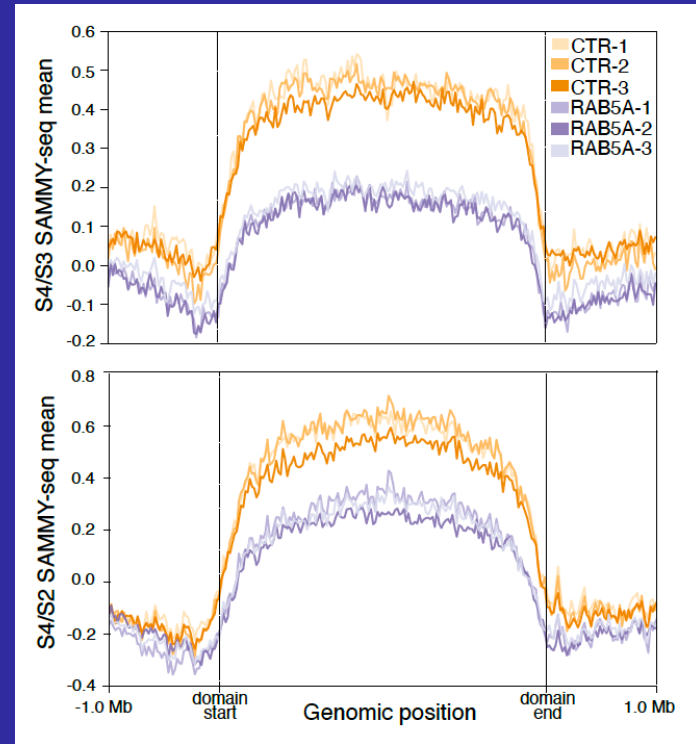 S4/S3 SAMMY-seq mean
0.6
0.5
0.4
0.3
0.2
0.1
0.0
-0.1
-0.2
CTR-1
CTR-2
CTR-3
RAB5A-1
RAB5A-2
RAB5A-3
S4/S2 SAMMY-seq mean
0.8
0.6
0.4
0.2
0.0
-0.2
-0.4
-1.0 Mb
domain
start
Genomic position
domain
end
1.0 Mb